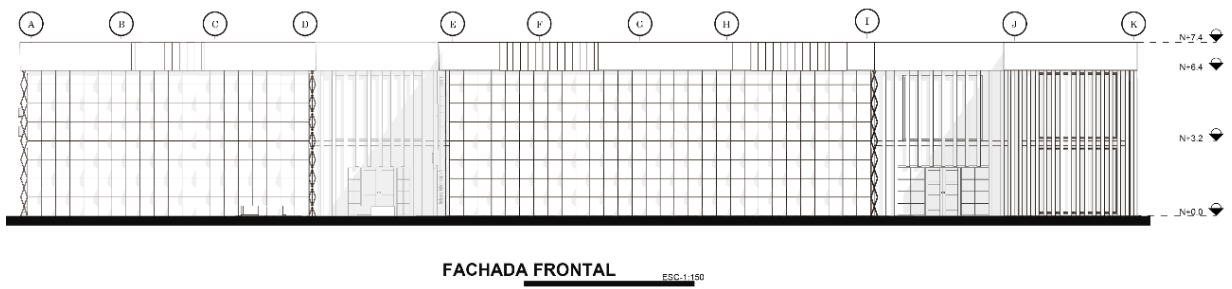 A B C D E F G H I J K
N+7.4
N+6.4
N+3.2
N+0.0
FACHADA FRONTAL ESC-1:150